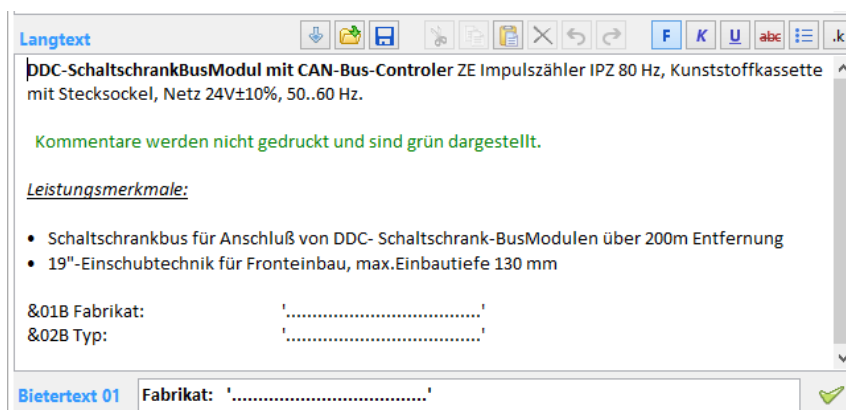 Langtext F K U abc .k
DDC-SchaltschrankBusModul mit CAN-Bus-Controler ZE Impulszähler IPZ 80 Hz, Kunststoffkassette
mit Stecksockel, Netz 24V±10%, 50..60 Hz.
Kommentare werden nicht gedruckt und sind grün dargestellt.
Leistungsmerkmale:
• Schaltschrankbus für Anschluß von DDC- Schaltschrank-BusModulen über 200m Entfernung
• 19"-Einschubtechnik für Fronteinbau, max.Einbautiefe 130 mm
&01B Fabrikat: '.....................................'
&02B Typ: '.....................................'
Bietertext 01 Fabrikat: '.....................................'